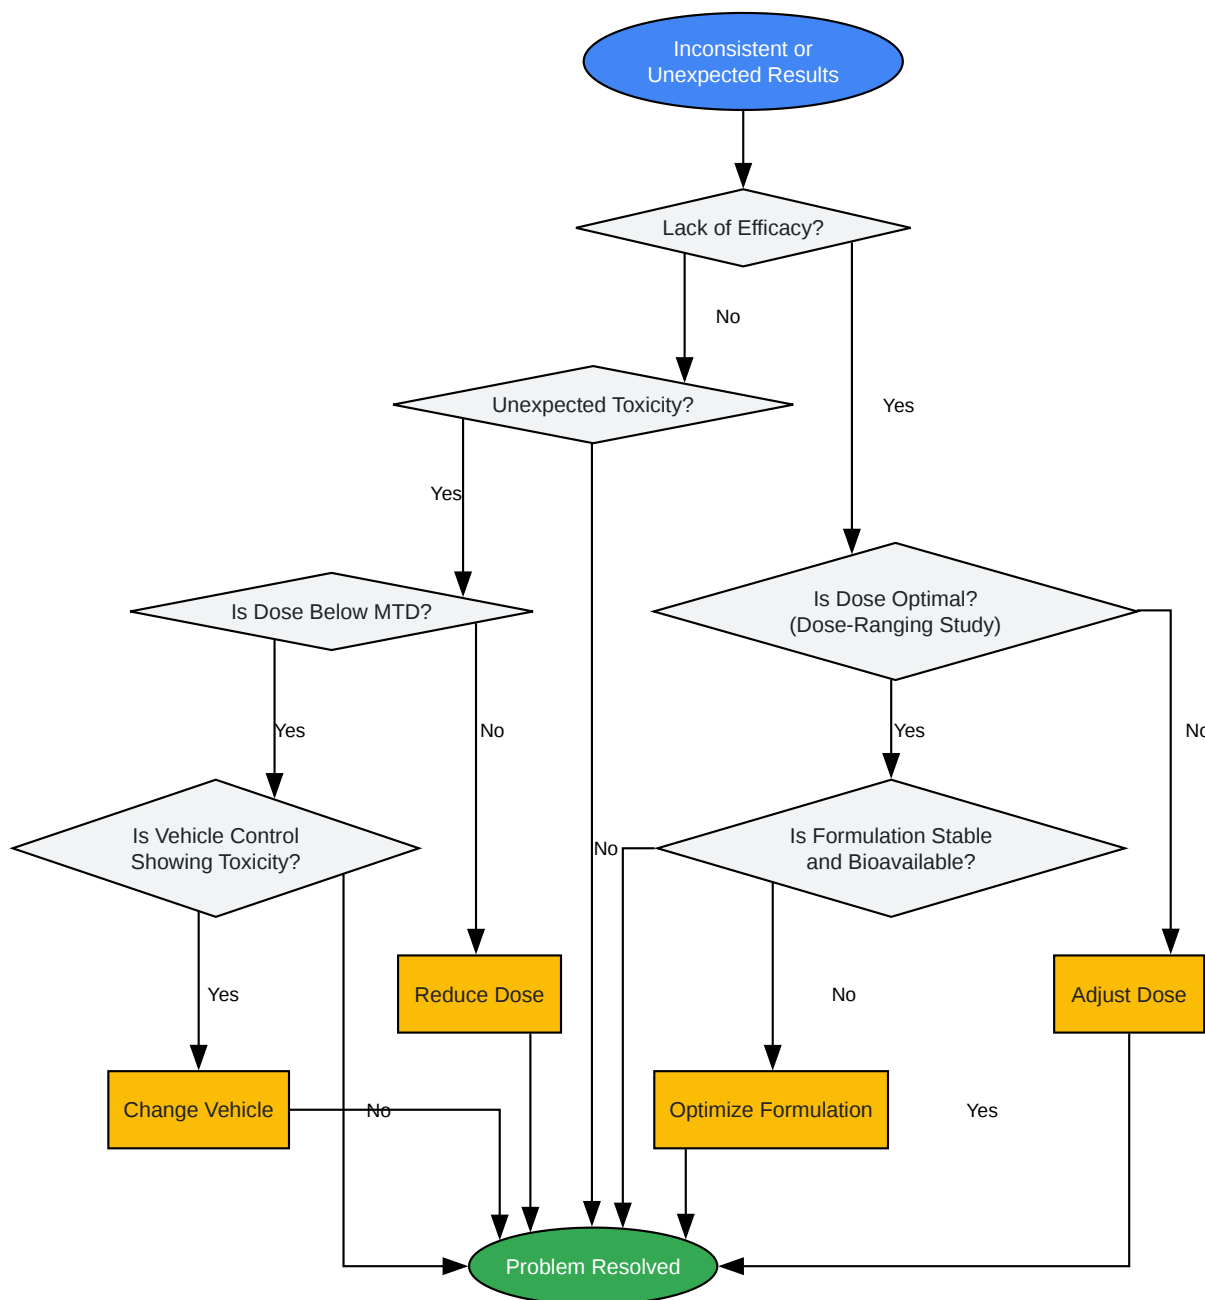 Inconsistent or
Unexpected Results
Lack of Efficacy?
No
Unexpected Toxicity?
Yes
Yes
Is Dose Below MTD?
Is Dose Optimal?
(Dose-Ranging Study)
Yes
No
Yes
No
Is Vehicle Control
Showing Toxicity?
No
Is Formulation Stable
and Bioavailable?
Yes
Reduce Dose
No
Adjust Dose
Change Vehicle
No
Optimize Formulation
Yes
Problem Resolved